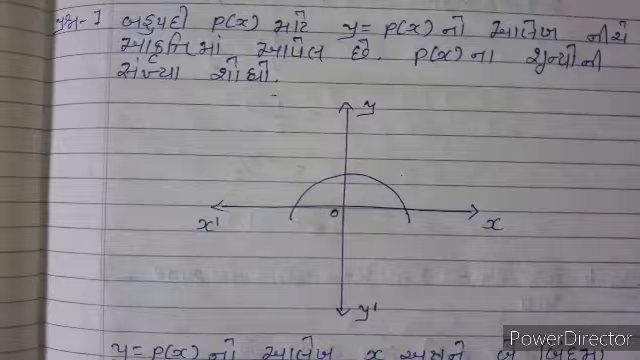 પ્રશ્ન-1 બહુપદી P(x) માટે y = P(x) નો આલેખ નીચે
આકૃતિમાં આપેલ છે. P(x) ના શૂન્યોની
સંખ્યા શોધો.
y
x'
0
x
y'
y = P(x) નો આલેખ x અક્ષને બે
PowerDirector